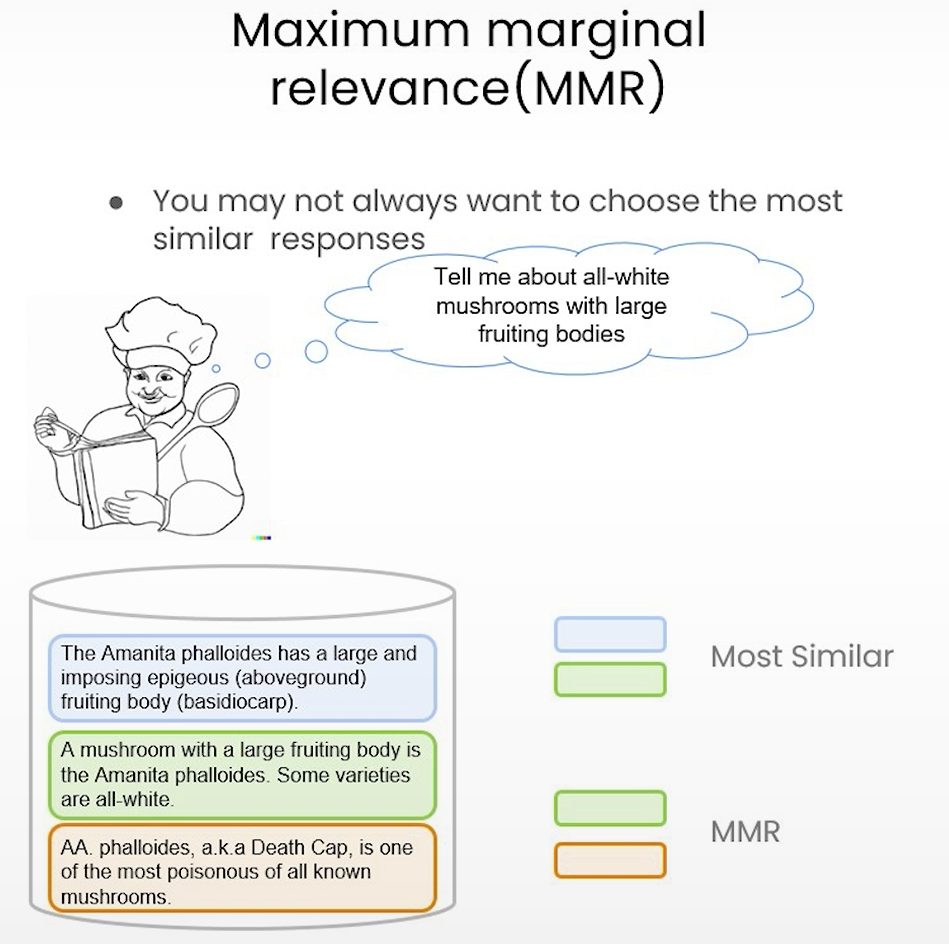 Maximum marginal
relevance(MMR)
● You may not always want to choose the most
similar responses
Tell me about all-white
mushrooms with large
fruiting bodies
The Amanita phalloides has a large and
imposing epigeous (aboveground)
fruiting body (basidiocarp).
A mushroom with a large fruiting body is
the Amanita phalloides. Some varieties
are all-white.
AA. phalloides, a.k.a Death Cap, is one
of the most poisonous of all known
mushrooms.
Most Similar
MMR